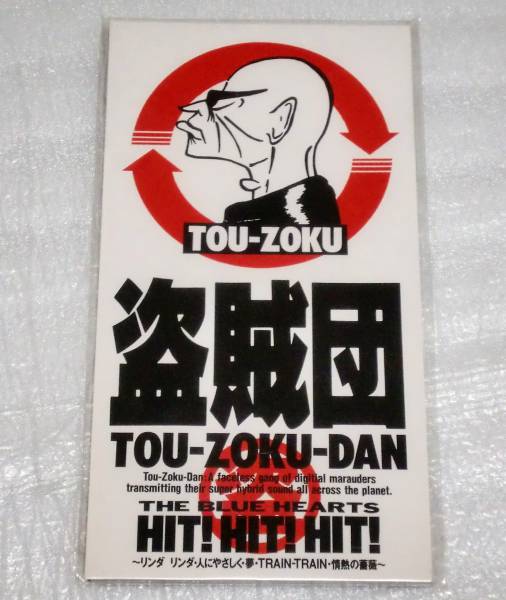 TOU-ZOKU
盗賊団
TOU-ZOKU-DAN
Tou-Zoku-Dan:A faceless gang of digitial marauders
transmitting their super hybrid sound all across the planet.
THE BLUE HEARTS
HIT! HIT! HIT!
〜リンダ リンダ・人にやさしく・夢・TRAIN-TRAIN・情熱の薔薇〜